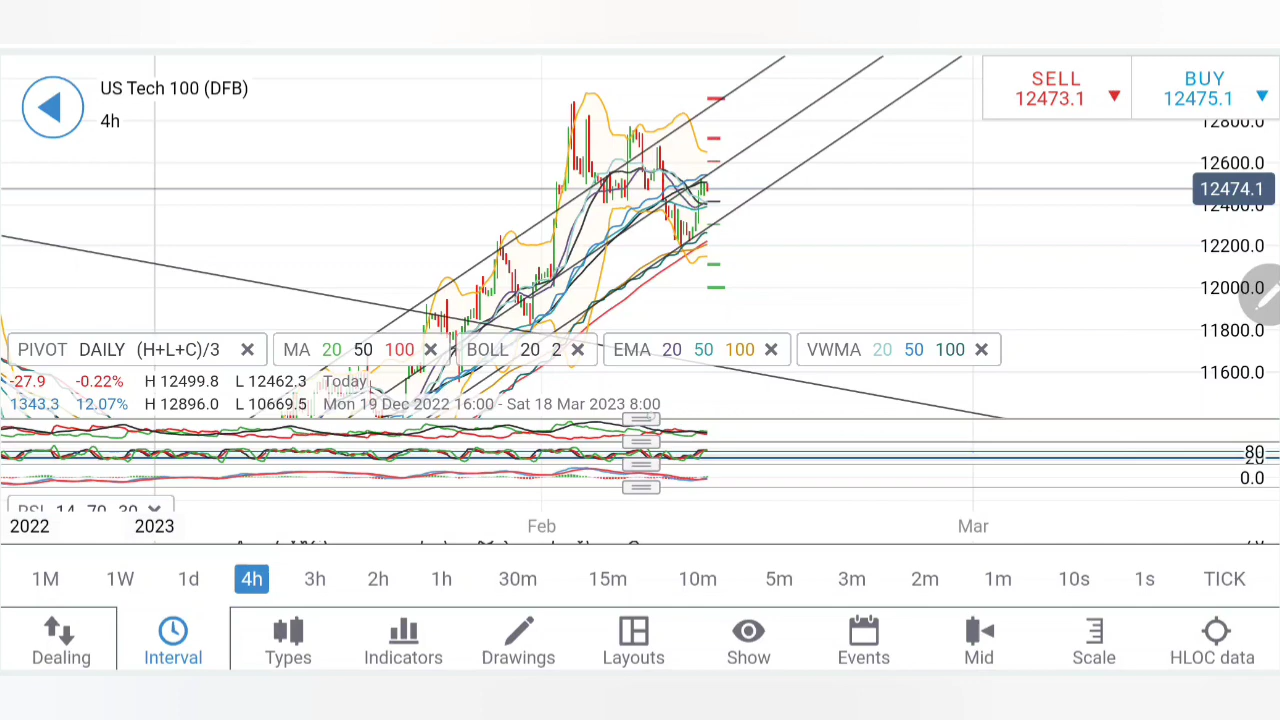 US Tech 100 (DFB)
4h
SELL
12473.1
BUY
12475.1
12800.0
12600.0
12474.1
12400.0
12200.0
12000.0
11800.0
11600.0
PIVOT DAILY (H+L+C)/3
MA 20 50 100
BOLL 20 2
EMA 20 50 100
VWMA 20 50 100
-27.9 -0.22% H 12499.8 L 12462.3 Today
1343.3 12.07% H 12896.0 L 10669.5 Mon 19 Dec 2022 16:00 - Sat 18 Mar 2023 8:00
80
20
0.0
RSI 14 70 30
2022 2023 Feb Mar
1M 1W 1d 4h 3h 2h 1h 30m 15m 10m 5m 3m 2m 1m 10s 1s TICK
Dealing Interval Types Indicators Drawings Layouts Show Events Mid Scale HLOC data